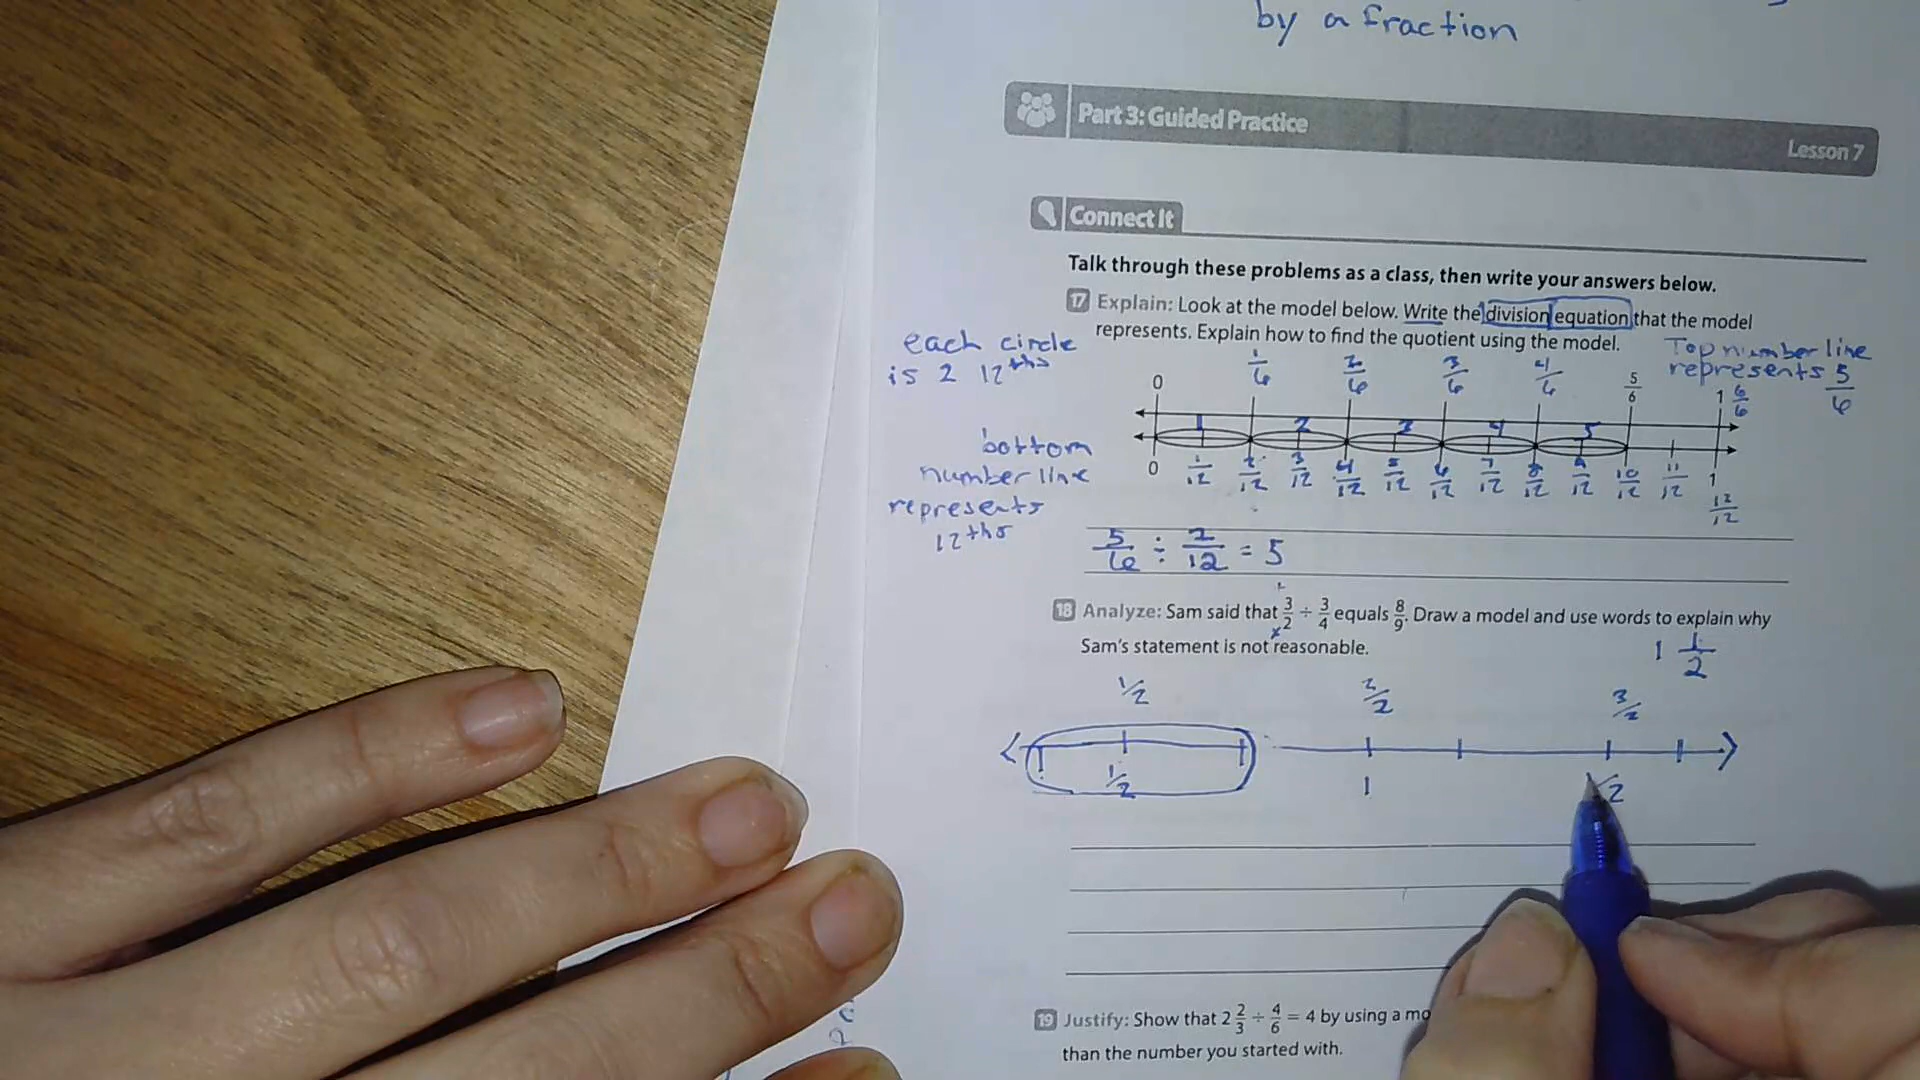 by a fraction
Part 3: Guided Practice
Lesson 7
Connect It
Talk through these problems as a class, then write your answers below.
17 Explain: Look at the model below. Write the division equation that the model
represents. Explain how to find the quotient using the model.
each circle
is 2 12ths
Top number line
represents 5/6
0 1/6 2/6 3/6 4/6 5/6 1 6/6
1 2 3 4 5
0 1/12 2/12 3/12 4/12 5/12 6/12 7/12 8/12 9/12 10/12 11/12 1
12/12
bottom
number line
represents
12ths
5/6 ÷ 2/12 = 5
18 Analyze: Sam said that 3/2 ÷ 3/4 equals 8/9. Draw a model and use words to explain why
Sam's statement is not reasonable.
1 1/2
1/2 2/2 3/2
1/2 1 1/2
19 Justify: Show that 2 2/3 ÷ 4/6 = 4 by using a
than the number you started with.